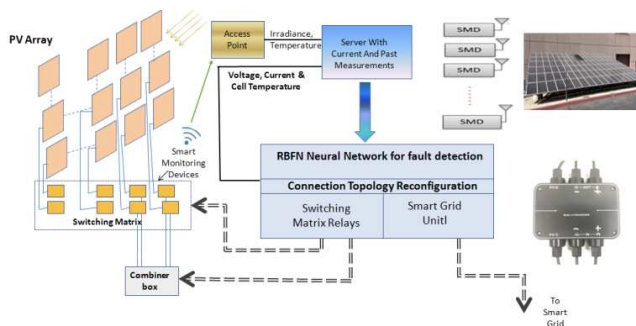 PV Array
Access
Point
Irradiance,
Temperature
Server With
Current And Past
Measurements
SMD
SMD
SMD
SMD
Voltage, Current &
Cell Temperature
Smart
Monitoring
Devices
Switching Matrix
Combiner
box
RBFN Neural Network for fault detection
Connection Topology Reconfiguration
Switching
Matrix Relays
Smart Grid
Unitl
To
Smart
Grid